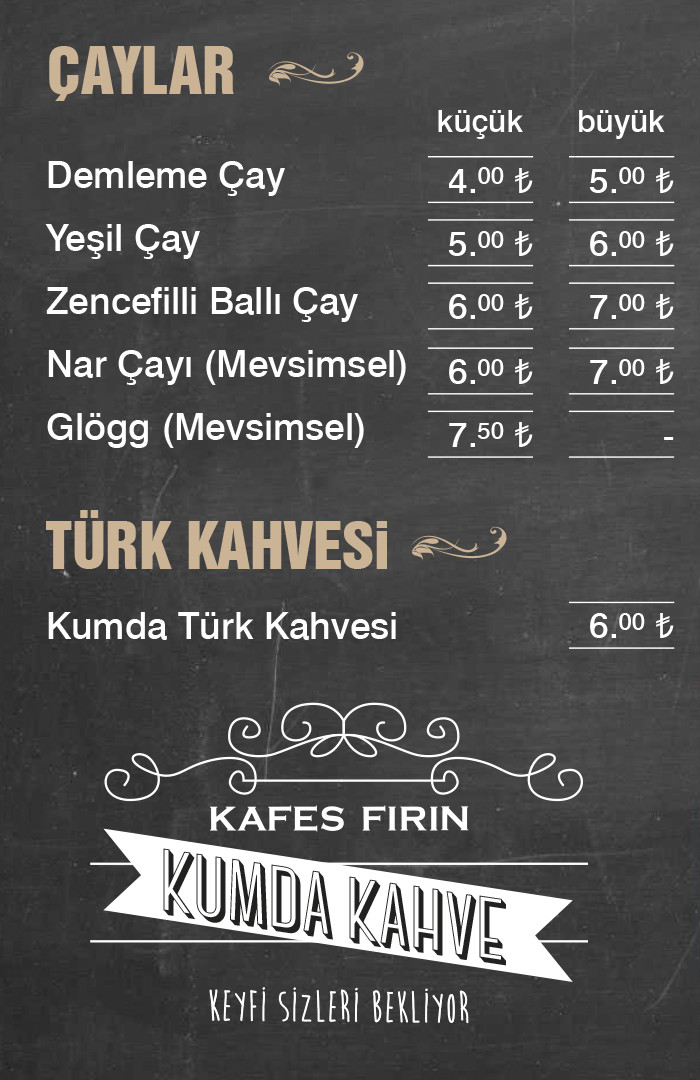 ÇAYLAR
küçük büyük
Demleme Çay 4.00 ₺ 5.00 ₺
Yeşil Çay 5.00 ₺ 6.00 ₺
Zencefilli Ballı Çay 6.00 ₺ 7.00 ₺
Nar Çayı (Mevsimsel) 6.00 ₺ 7.00 ₺
Glögg (Mevsimsel) 7.50 ₺ -
TÜRK KAHVESİ
Kumda Türk Kahvesi 6.00 ₺
KAFES FIRIN
KUMDA KAHVE
KEYFİ SİZLERİ BEKLİYOR